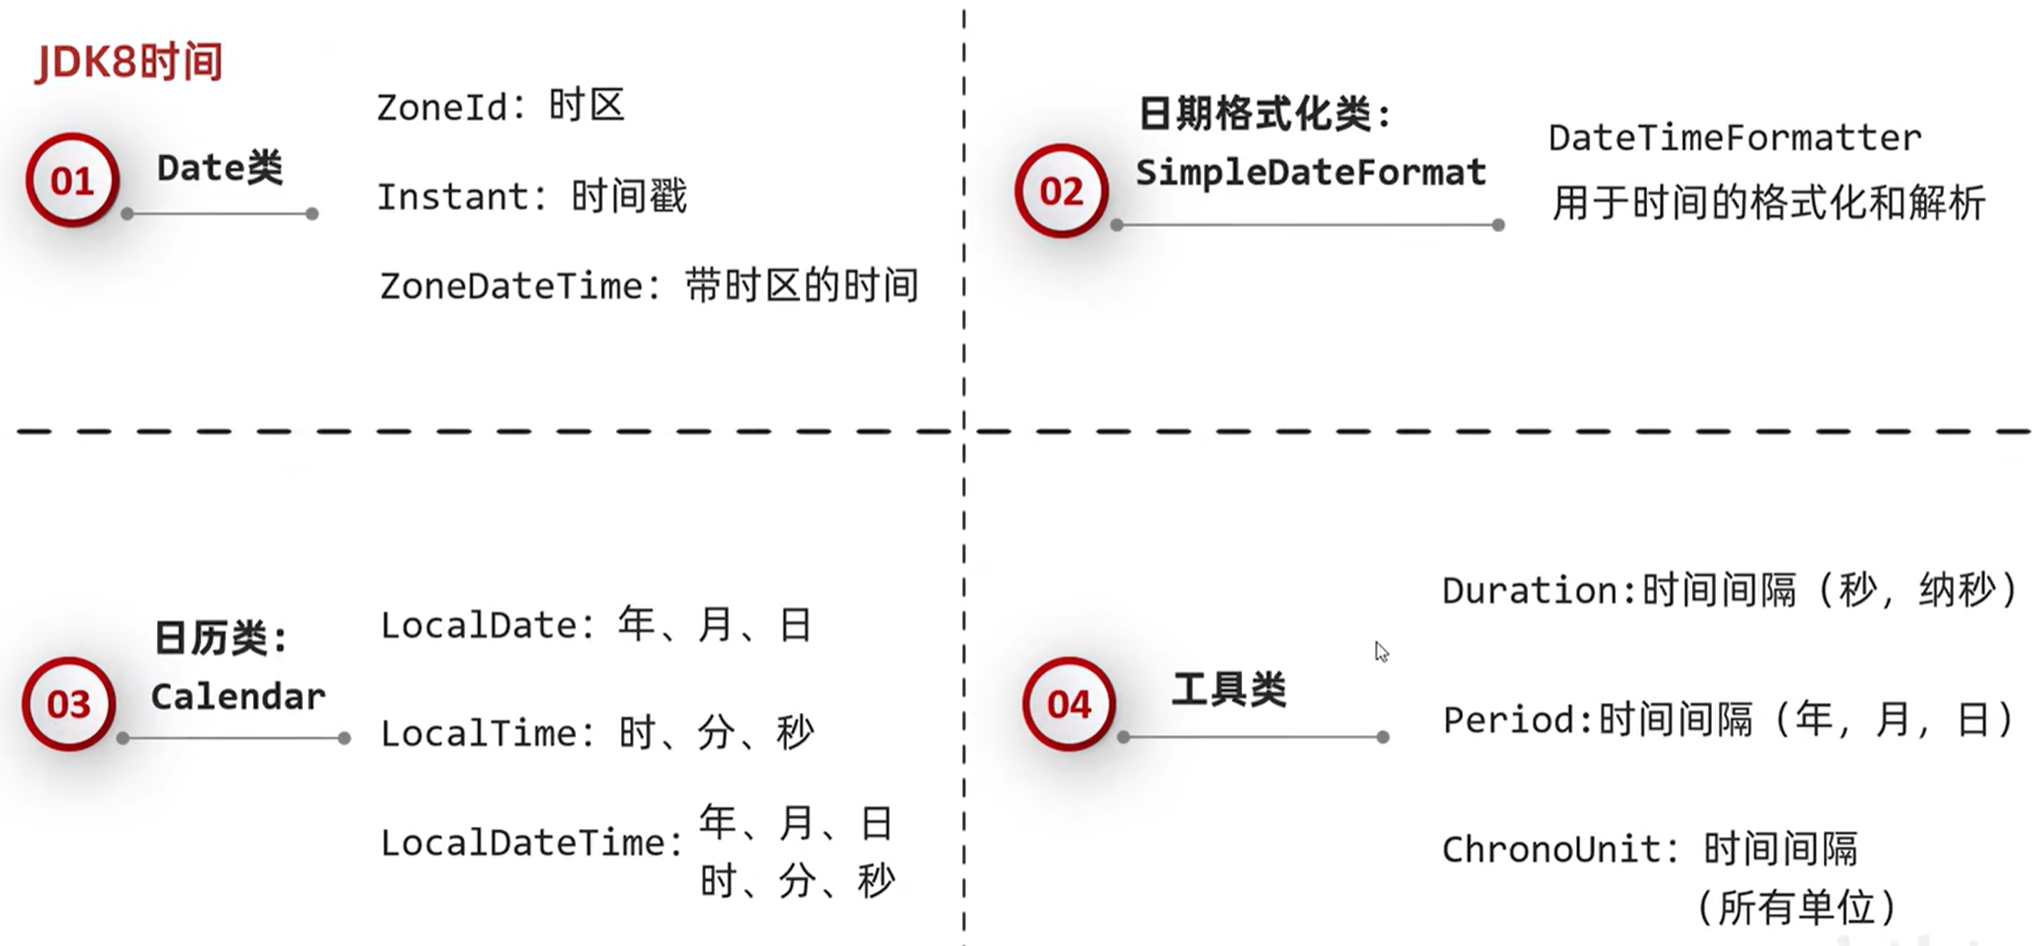 JDK8时间
01
Date类
ZoneId：时区
Instant：时间戳
ZoneDateTime：带时区的时间
02
日期格式化类：
SimpleDateFormat
DateTimeFormatter
用于时间的格式化和解析
03
日历类：
Calendar
LocalDate：年、月、日
LocalTime：时、分、秒
LocalDateTime：
年、月、日
时、分、秒
04
工具类
Duration:时间间隔（秒，纳秒）
Period:时间间隔（年，月，日）
ChronoUnit：时间间隔
（所有单位）